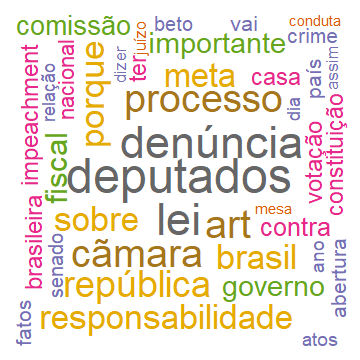 comissão
beto
vai
conduta
crime
importante
juízo
ter
dizer
nacional
relação
impeachment
porque
meta
casa
país
assim
dia
processo
fiscal
denúncia
deputados
votação
constituição
brasileira
sobre
lei
art
mesa
contra
cãmara
brasil
ano
abertura
senado
república
governo
fatos
responsabilidade
atos